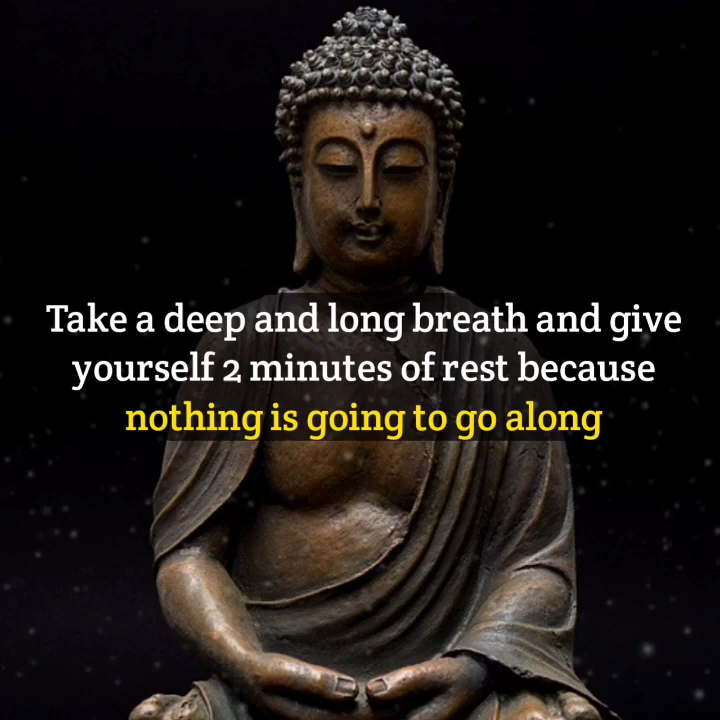 Take a deep and long breath and give
yourself 2 minutes of rest because
nothing is going to go along